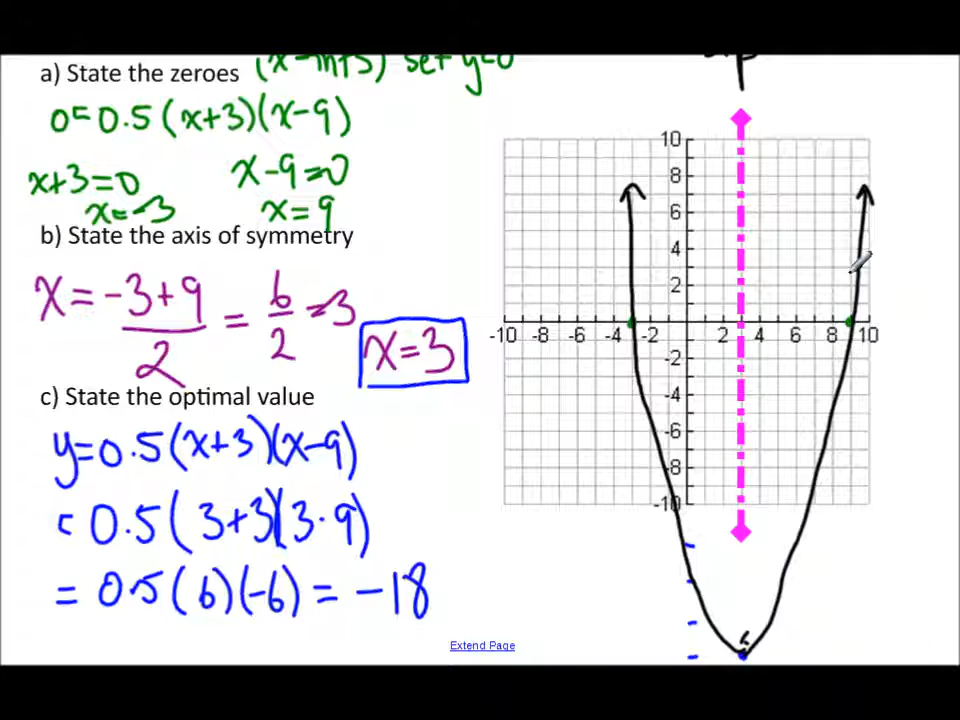 (x-ints) set y=0
a) State the zeroes
0=0.5(x+3)(x-9)
x+3=0 x-9=0
x=-3 x=9
b) State the axis of symmetry
x=-3+9/2 = 6/2 =3
x=3
c) State the optimal value
y=0.5(x+3)(x-9)
=0.5(3+3)(3-9)
=0.5(6)(-6)=-18
10
8
6
4
2
-10 -8 -6 -4 -2 2 4 6 8 10
-2
-4
-6
-8
-10
Extend Page